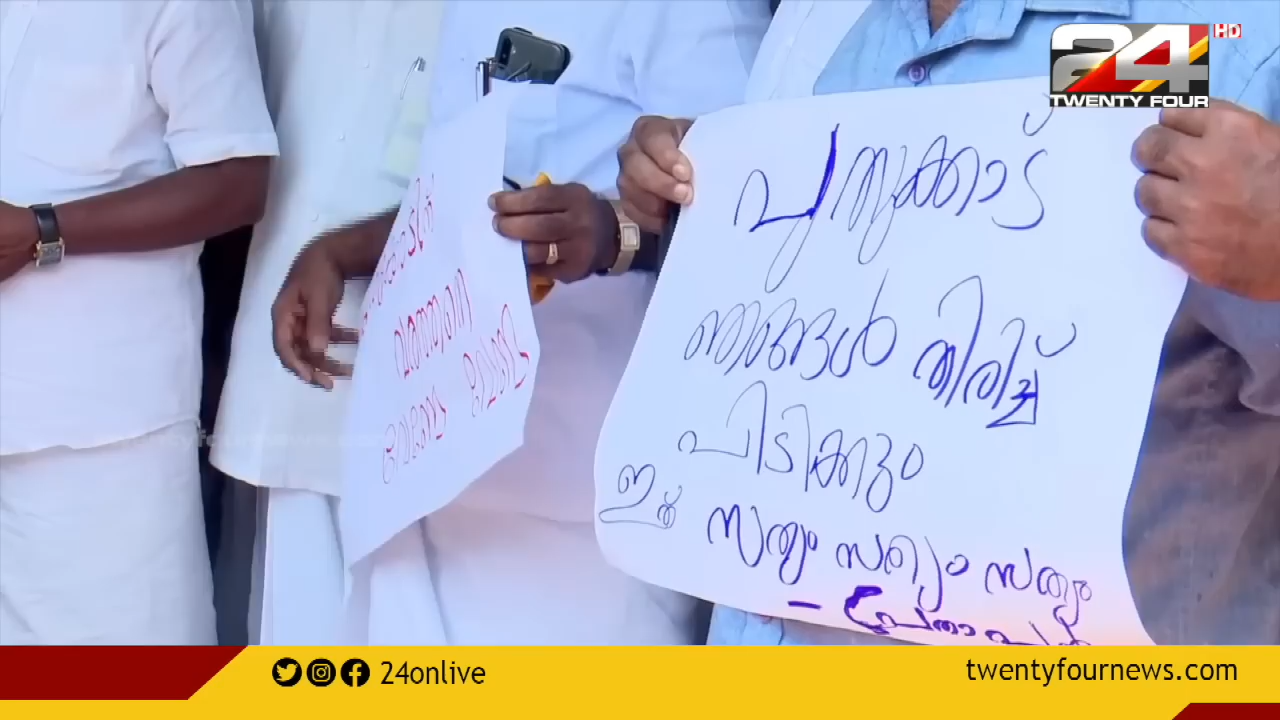 24 HD
TWENTY FOUR
പുതുക്കാട്
ഞങ്ങൾ തിരിച്ച്
പിടിക്കും
ഇത് സത്യം സത്യം സത്യം
വേണ്ടേ വേണ്ട
24onlive
twentyfournews.com